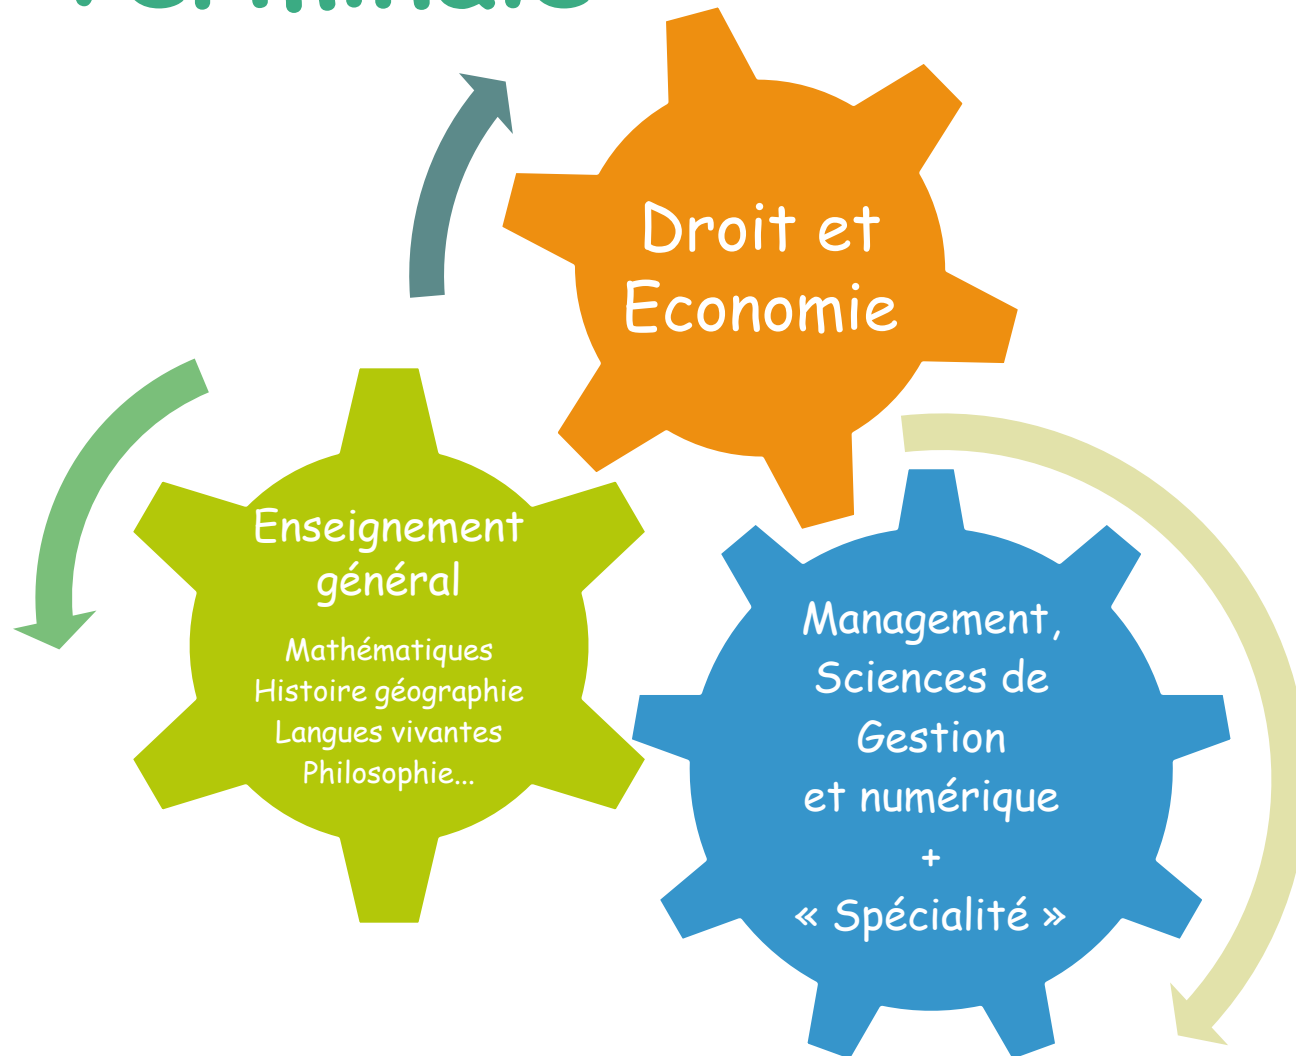 Droit et
Economie
Enseignement
général
Mathématiques
Histoire géographie
Langues vivantes
Philosophie...
Management,
Sciences de
Gestion
et numérique
+
« Spécialité »